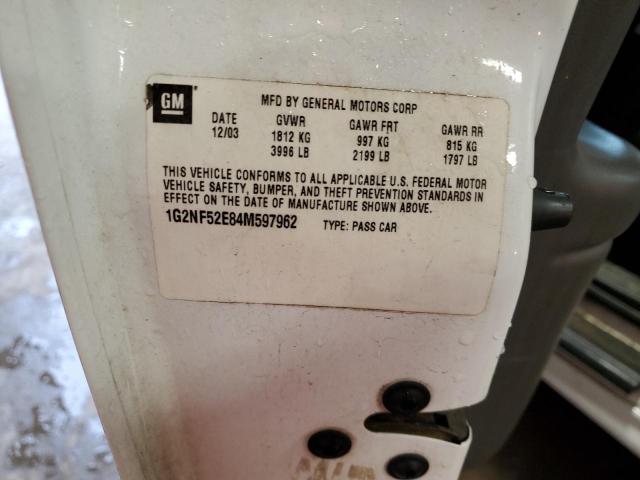 GM
MFD BY GENERAL MOTORS CORP
DATE GVWR GAWR FRT GAWR RR
12/03 1812 KG 997 KG 815 KG
3996 LB 2199 LB 1797 LB
THIS VEHICLE CONFORMS TO ALL APPLICABLE U.S. FEDERAL MOTOR
VEHICLE SAFETY, BUMPER, AND THEFT PREVENTION STANDARDS IN
EFFECT ON THE DATE OF MANUFACTURE SHOWN ABOVE.
1G2NF52E84M597962 TYPE: PASS CAR